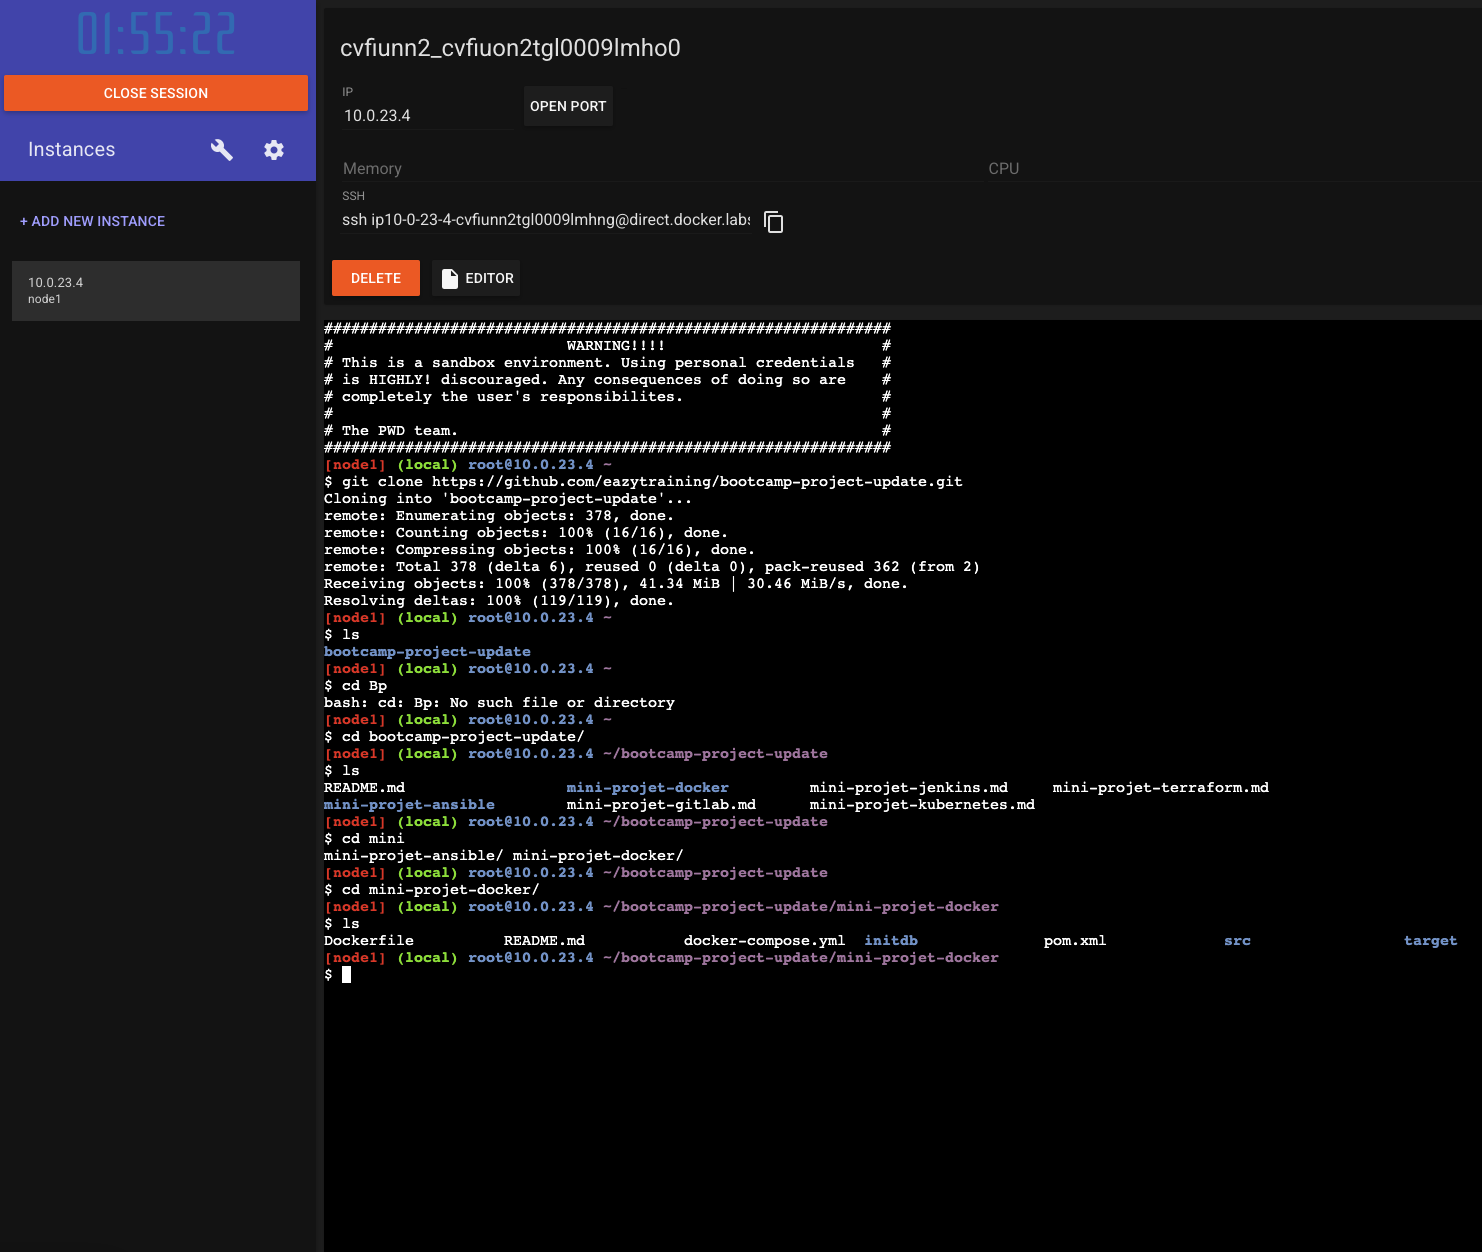 01:55:22
CLOSE SESSION
Instances
+ ADD NEW INSTANCE
10.0.23.4
node1
cvfiunn2_cvfiuon2tgl0009lmho0
IP
10.0.23.4
OPEN PORT
Memory
CPU
SSH
ssh ip10-0-23-4-cvfiunn2tgl0009lmhng@direct.docker.labs
DELETE
EDITOR
###############################################################
#                          WARNING!!!!                        #
# This is a sandbox environment. Using personal credentials   #
# is HIGHLY! discouraged. Any consequences of doing so are    #
# completely the user's responsibilites.                      #
#                                                             #
# The PWD team.                                               #
###############################################################
[node1] (local) root@10.0.23.4 ~
$ git clone https://github.com/eazytraining/bootcamp-project-update.git
Cloning into 'bootcamp-project-update'...
remote: Enumerating objects: 378, done.
remote: Counting objects: 100% (16/16), done.
remote: Compressing objects: 100% (16/16), done.
remote: Total 378 (delta 6), reused 0 (delta 0), pack-reused 362 (from 2)
Receiving objects: 100% (378/378), 41.34 MiB | 30.46 MiB/s, done.
Resolving deltas: 100% (119/119), done.
[node1] (local) root@10.0.23.4 ~
$ ls
bootcamp-project-update
[node1] (local) root@10.0.23.4 ~
$ cd Bp
bash: cd: Bp: No such file or directory
[node1] (local) root@10.0.23.4 ~
$ cd bootcamp-project-update/
[node1] (local) root@10.0.23.4 ~/bootcamp-project-update
$ ls
README.md                  mini-projet-docker         mini-projet-jenkins.md     mini-projet-terraform.md
mini-projet-ansible        mini-projet-gitlab.md      mini-projet-kubernetes.md
[node1] (local) root@10.0.23.4 ~/bootcamp-project-update
$ cd mini
mini-projet-ansible/ mini-projet-docker/
[node1] (local) root@10.0.23.4 ~/bootcamp-project-update
$ cd mini-projet-docker/
[node1] (local) root@10.0.23.4 ~/bootcamp-project-update/mini-projet-docker
$ ls
Dockerfile          README.md           docker-compose.yml  initdb              pom.xml             src                 target
[node1] (local) root@10.0.23.4 ~/bootcamp-project-update/mini-projet-docker
$